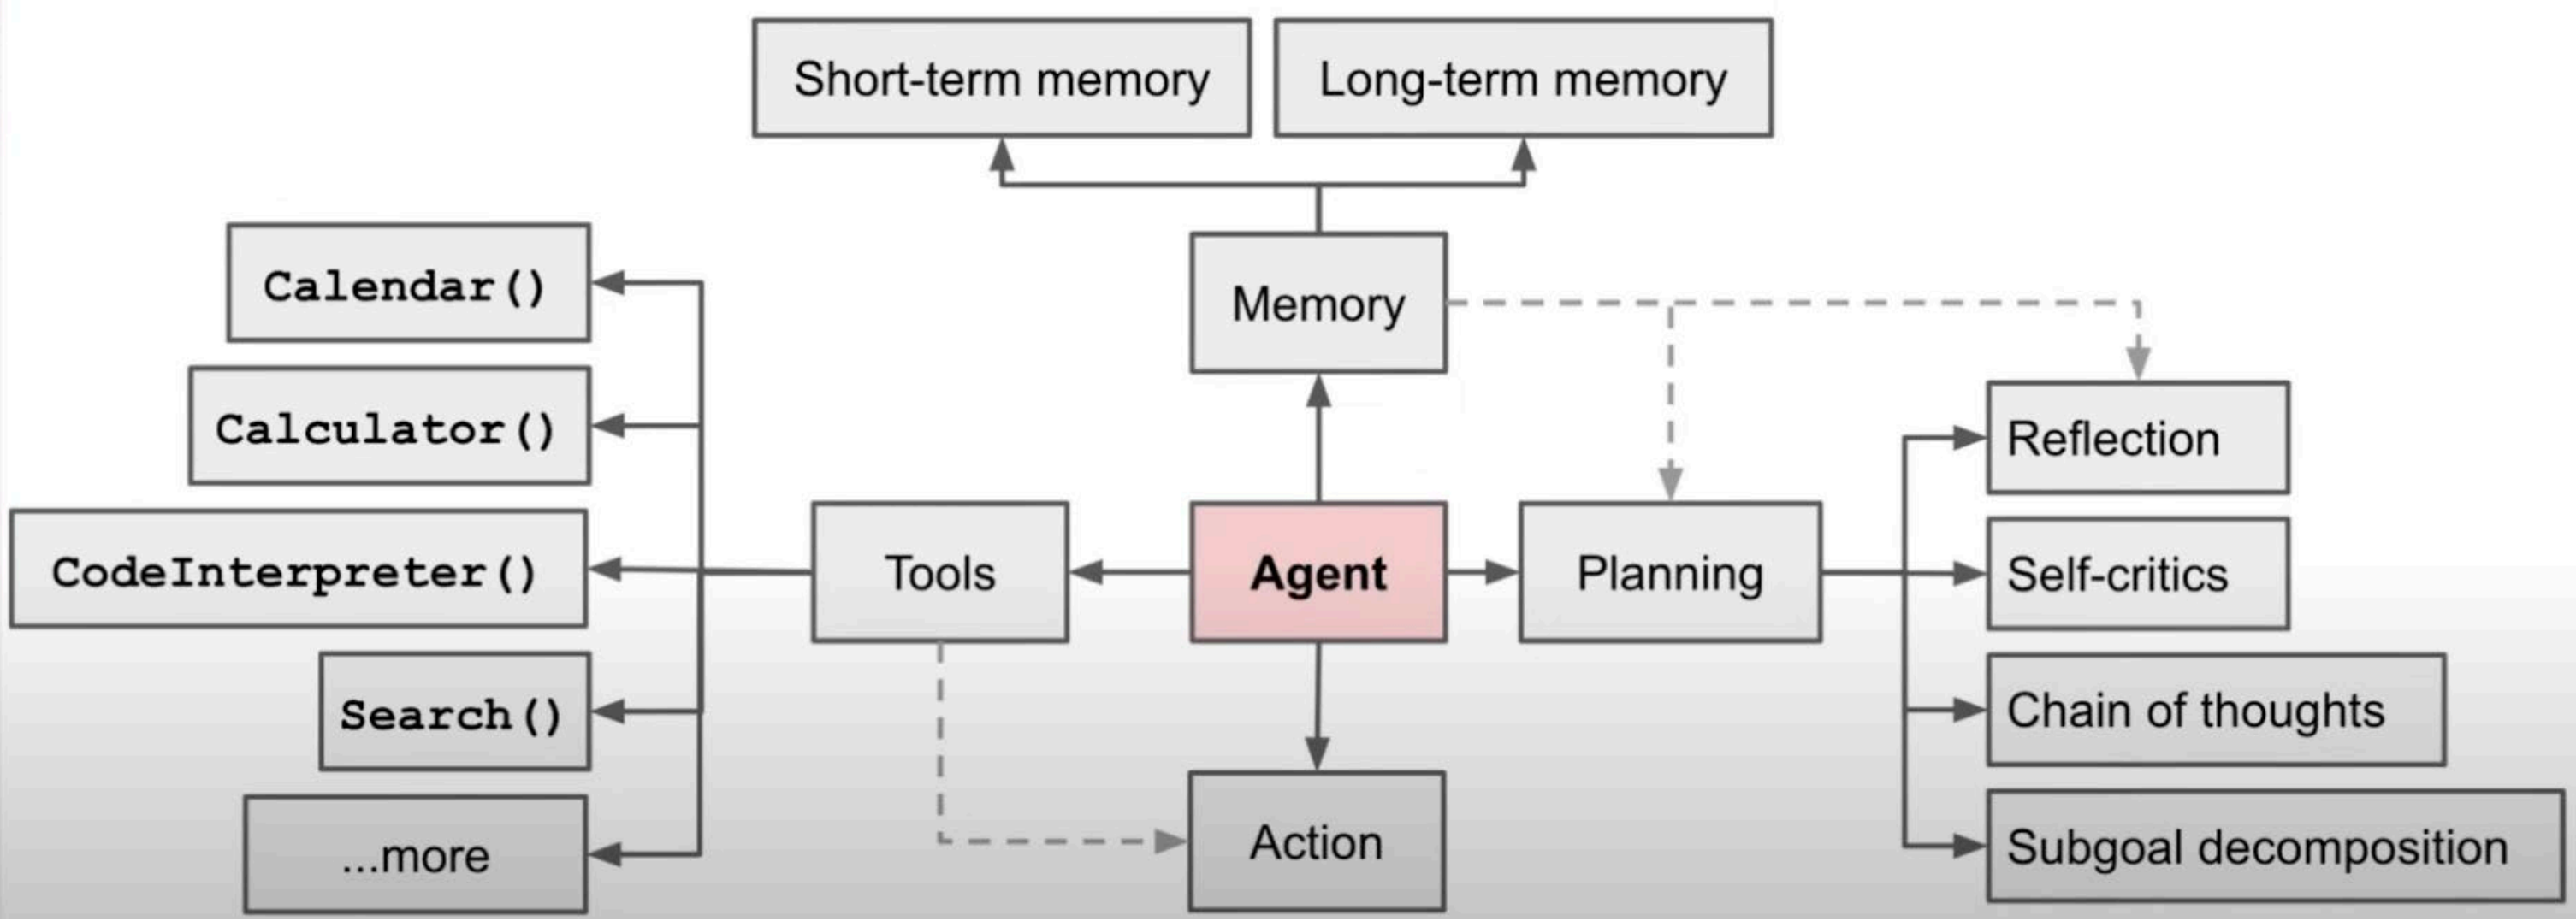 Short-term memory
Long-term memory
Calendar()
Memory
Calculator()
Reflection
CodeInterpreter()
Tools
Agent
Planning
Self-critics
Search()
Chain of thoughts
...more
Action
Subgoal decomposition